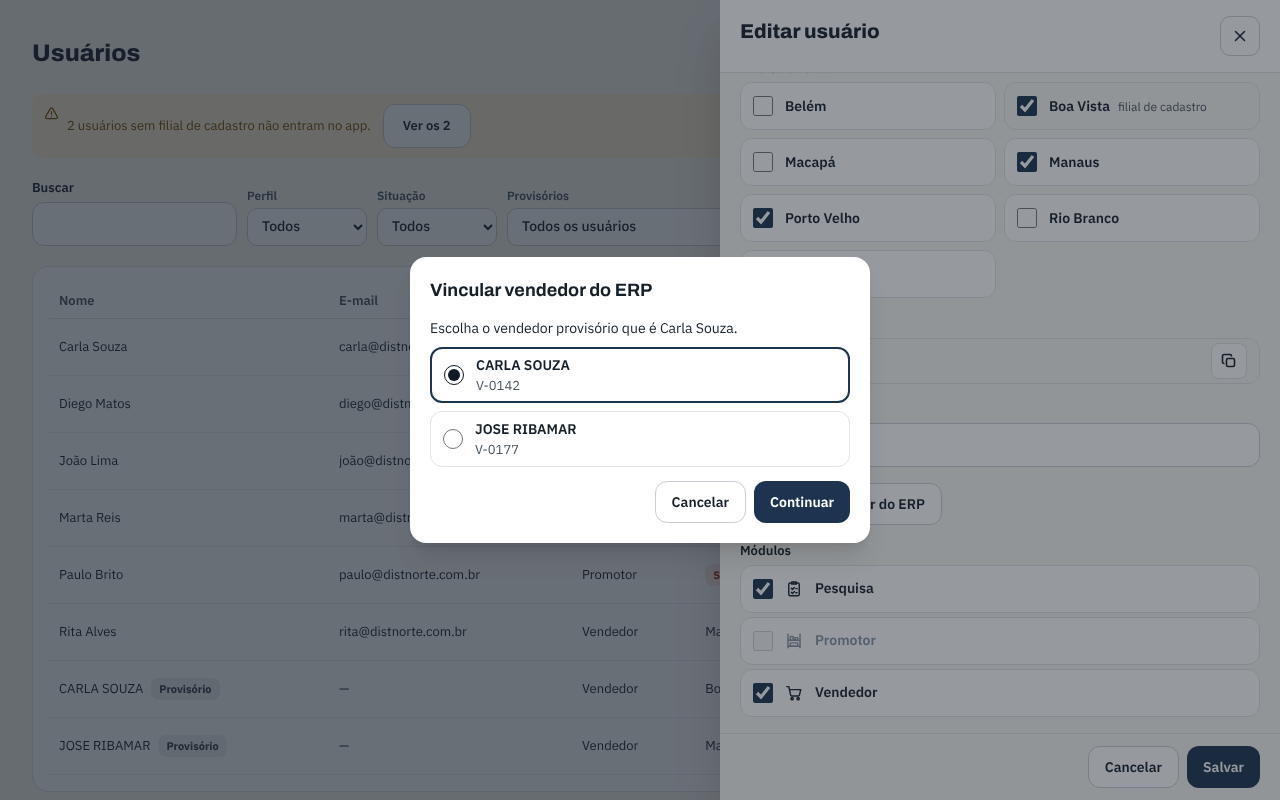 Usuários
Editar usuário
2 usuários sem filial de cadastro não entram no app.
Ver os 2
Buscar
Perfil
Situação
Provisórios
Todos
Todos
Todos os usuários
Nome
E-mail
Carla Souza
Diego Matos
João Lima
Marta Reis
Paulo Brito
paulo@distnorte.com.br
Promotor
Rita Alves
rita@distnorte.com.br
Vendedor
CARLA SOUZA
Provisório
—
Vendedor
JOSE RIBAMAR
Provisório
—
Vendedor
Belém
Boa Vista filial de cadastro
Macapá
Manaus
Porto Velho
Rio Branco
Vincular vendedor do ERP
Escolha o vendedor provisório que é Carla Souza.
CARLA SOUZA
V-0142
JOSE RIBAMAR
V-0177
Cancelar
Continuar
do ERP
Módulos
Pesquisa
Promotor
Vendedor
Cancelar
Salvar